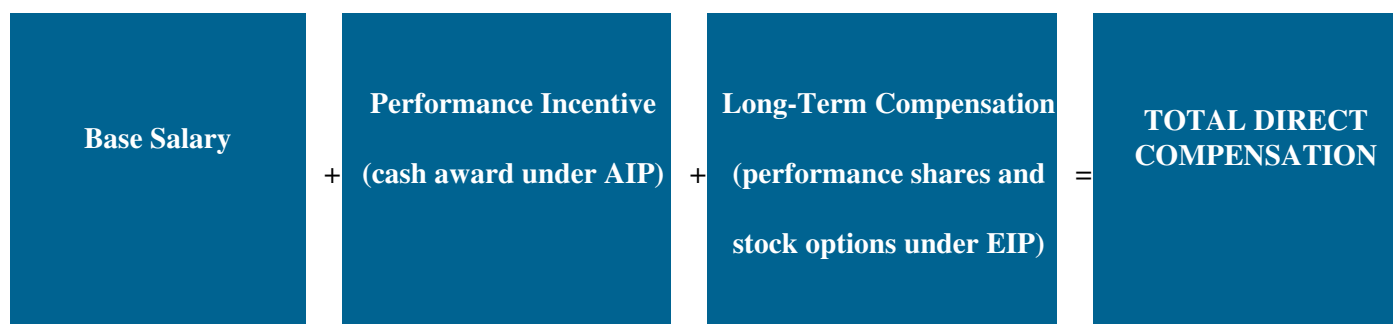 Base Salary
+
Performance Incentive
(cash award under AIP)
+
Long-Term Compensation
(performance shares and
stock options under EIP)
=
TOTAL DIRECT
COMPENSATION